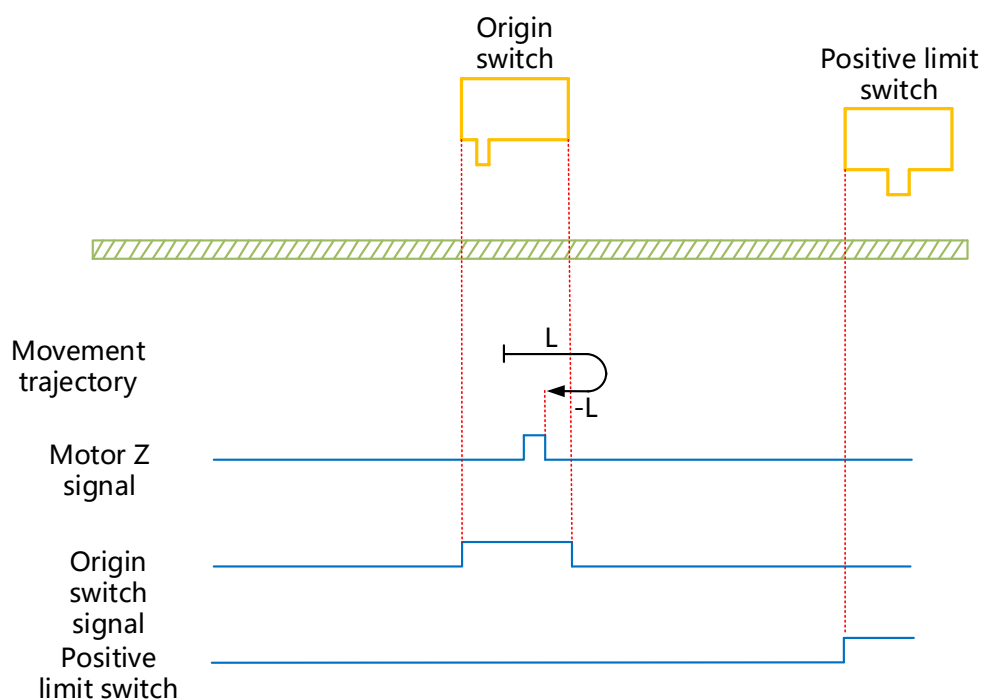 Origin
switch
Positive limit
switch
Movement
trajectory
L
-L
Motor Z
signal
Origin
switch
signal
Positive
limit switch